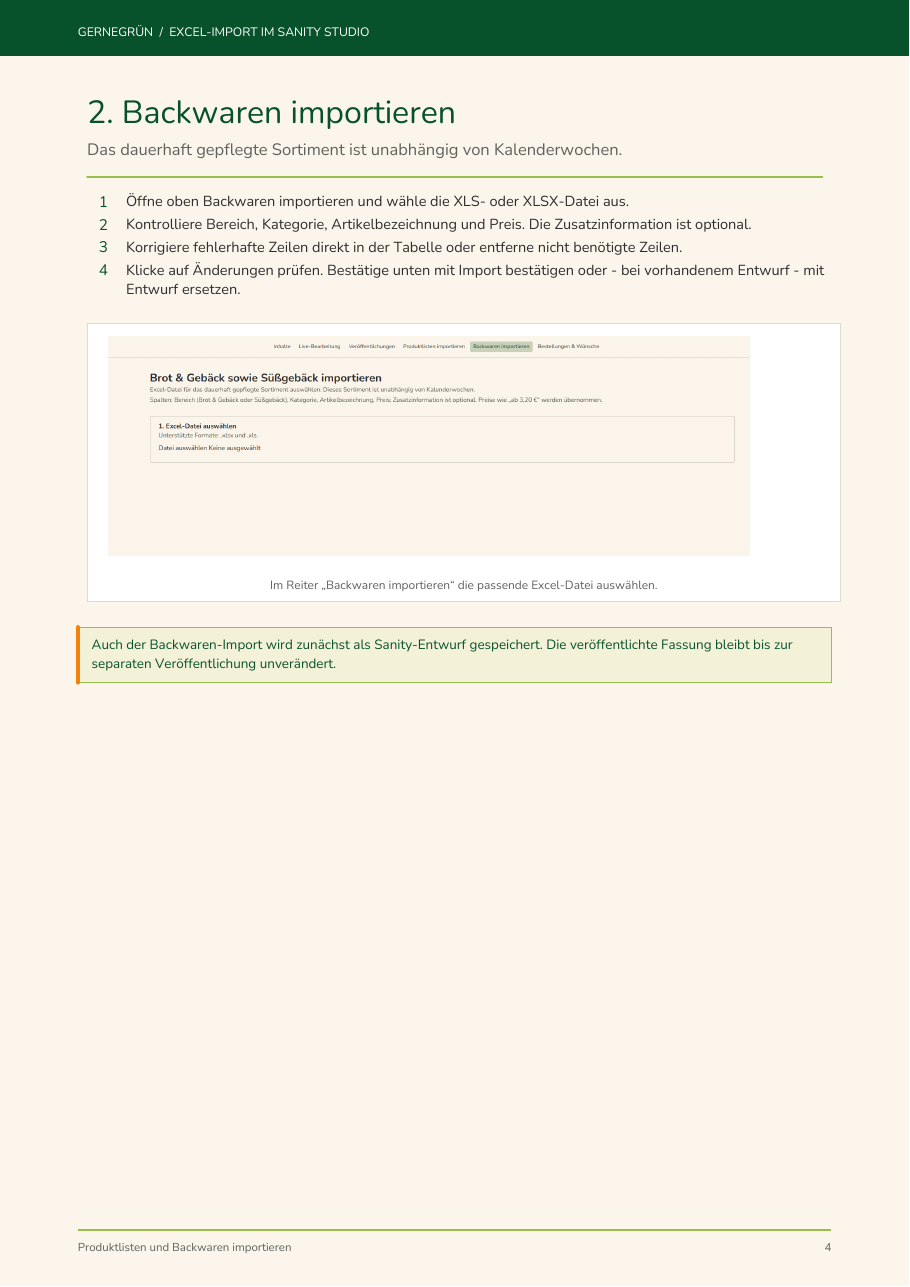 GERNEGRÜN / EXCEL-IMPORT IM SANITY STUDIO
2. Backwaren importieren
Das dauerhaft gepflegte Sortiment ist unabhängig von Kalenderwochen.
1 Öffne oben Backwaren importieren und wähle die XLS- oder XLSX-Datei aus.
2 Kontrolliere Bereich, Kategorie, Artikelbezeichnung und Preis. Die Zusatzinformation ist optional.
3 Korrigiere fehlerhafte Zeilen direkt in der Tabelle oder entferne nicht benötigte Zeilen.
4 Klicke auf Änderungen prüfen. Bestätige unten mit Import bestätigen oder - bei vorhandenem Entwurf - mit
Entwurf ersetzen.
Inhalte Live-Bearbeitung Veröffentlichungen Produktlisten importieren Backwaren importieren Bestellungen & Wünsche
Brot & Gebäck sowie Süßgebäck importieren
Excel-Datei für das dauerhaft gepflegte Sortiment auswählen. Dieses Sortiment ist unabhängig von Kalenderwochen.
Spalten: Bereich (Brot & Gebäck oder Süßgebäck), Kategorie, Artikelbezeichnung, Preis; Zusatzinformation ist optional. Preise wie „ab 3,20 €“ werden übernommen.
1. Excel-Datei auswählen
Unterstützte Formate: .xlsx und .xls.
Datei auswählen Keine ausgewählt
Im Reiter „Backwaren importieren“ die passende Excel-Datei auswählen.
Auch der Backwaren-Import wird zunächst als Sanity-Entwurf gespeichert. Die veröffentlichte Fassung bleibt bis zur
separaten Veröffentlichung unverändert.
Produktlisten und Backwaren importieren 4